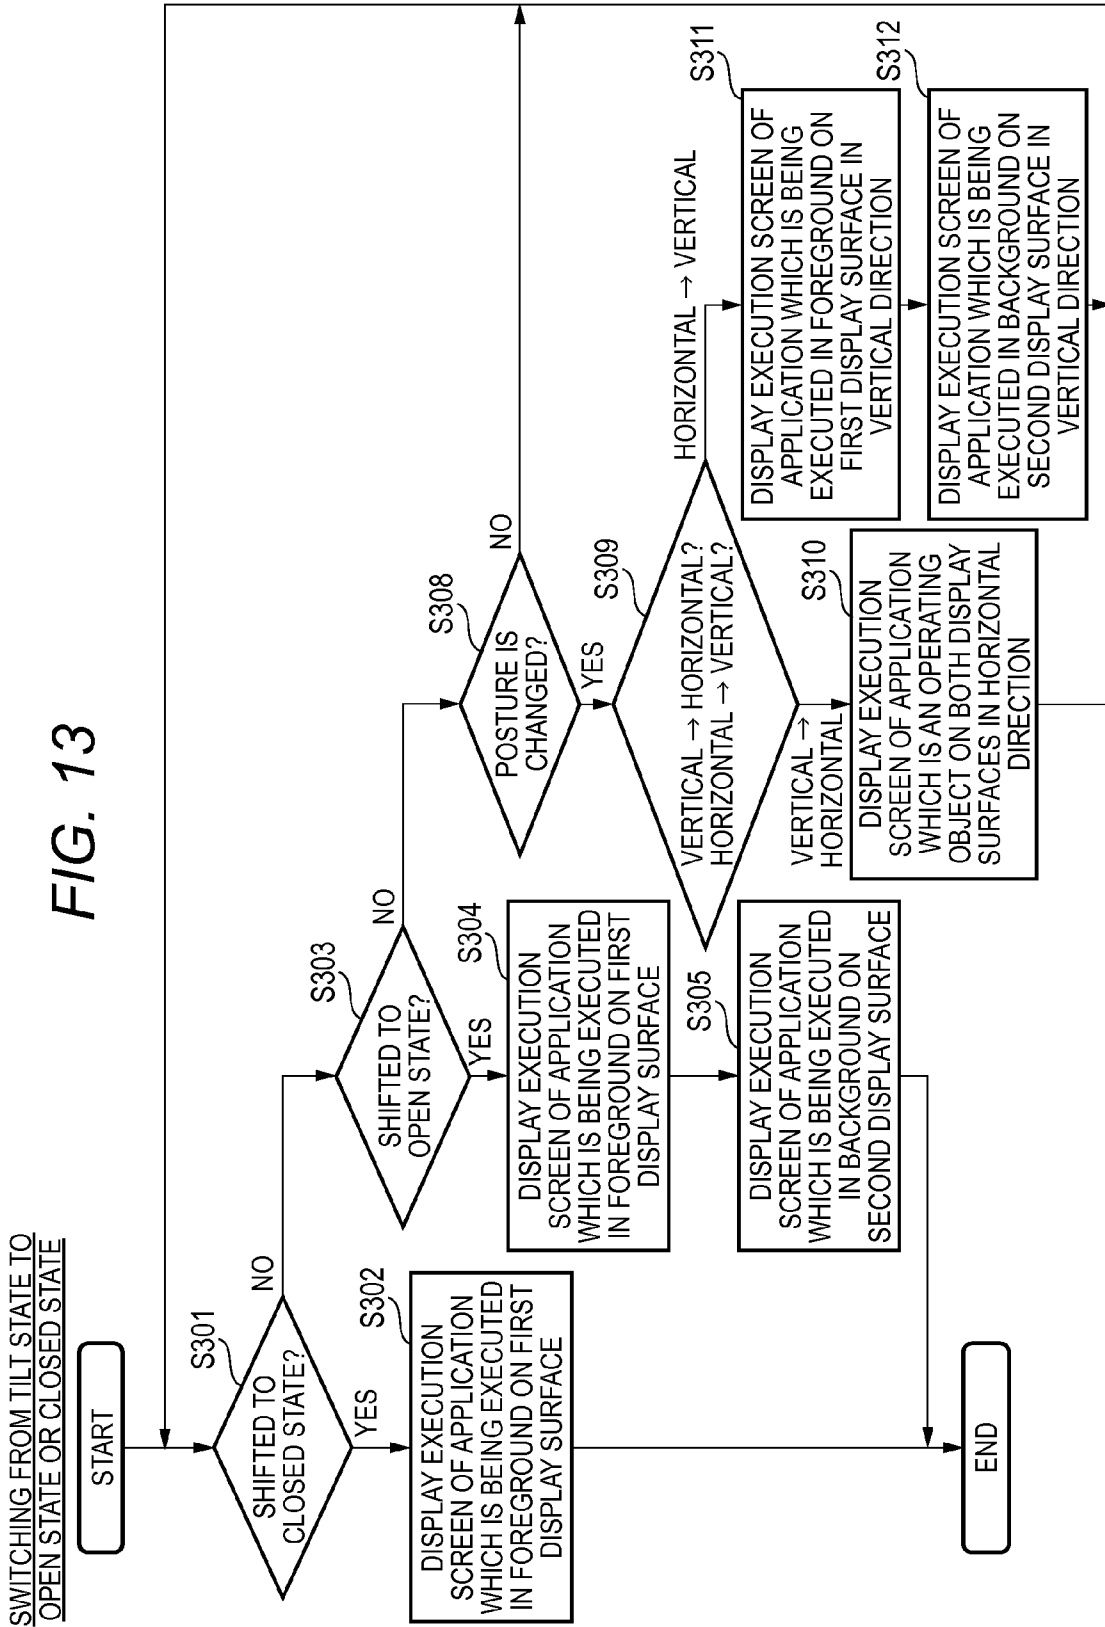 FIG. 13
SWITCHING FROM TILT STATE TO
OPEN STATE OR CLOSED STATE
START
S301
SHIFTED TO
CLOSED STATE?
NO
YES
S302
DISPLAY EXECUTION
SCREEN OF APPLICATION
WHICH IS BEING EXECUTED
IN FOREGROUND ON FIRST
DISPLAY SURFACE
S303
SHIFTED TO
OPEN STATE?
NO
YES
S304
DISPLAY EXECUTION
SCREEN OF APPLICATION
WHICH IS BEING EXECUTED
IN FOREGROUND ON FIRST
DISPLAY SURFACE
S305
DISPLAY EXECUTION
SCREEN OF APPLICATION
WHICH IS BEING EXECUTED
IN BACKGROUND ON
SECOND DISPLAY SURFACE
END
S308
POSTURE IS
CHANGED?
NO
YES
S309
VERTICAL → HORIZONTAL?
HORIZONTAL → VERTICAL?
VERTICAL →
HORIZONTAL
S310
DISPLAY EXECUTION
SCREEN OF APPLICATION
WHICH IS AN OPERATING
OBJECT ON BOTH DISPLAY
SURFACES IN HORIZONTAL
DIRECTION
HORIZONTAL → VERTICAL
S311
DISPLAY EXECUTION SCREEN OF
APPLICATION WHICH IS BEING
EXECUTED IN FOREGROUND ON
FIRST DISPLAY SURFACE IN
VERTICAL DIRECTION
S312
DISPLAY EXECUTION SCREEN OF
APPLICATION WHICH IS BEING
EXECUTED IN BACKGROUND ON
SECOND DISPLAY SURFACE IN
VERTICAL DIRECTION